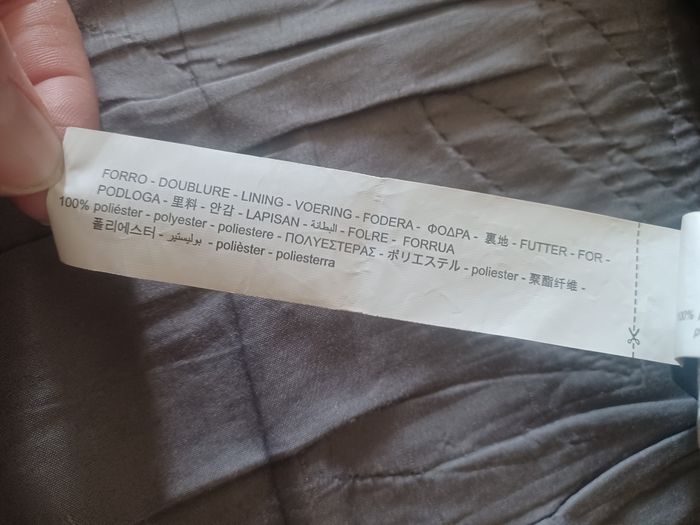 FORRO - DOUBLURE - LINING - VOERING - FODERA - ΦΟΔΡΑ - 裏地 - FUTTER - FOR -
PODLOGA - 里料 - 안감 - LAPISAN - البطانة - FOLRE - FORRUA
100% poliéster - polyester - poliestere - ΠΟΛΥΕΣΤΕΡΑΣ - ポリエステル - poliester - 聚酯纤维 -
폴리에스터 - بوليستير - polièster - poliesterra
100%